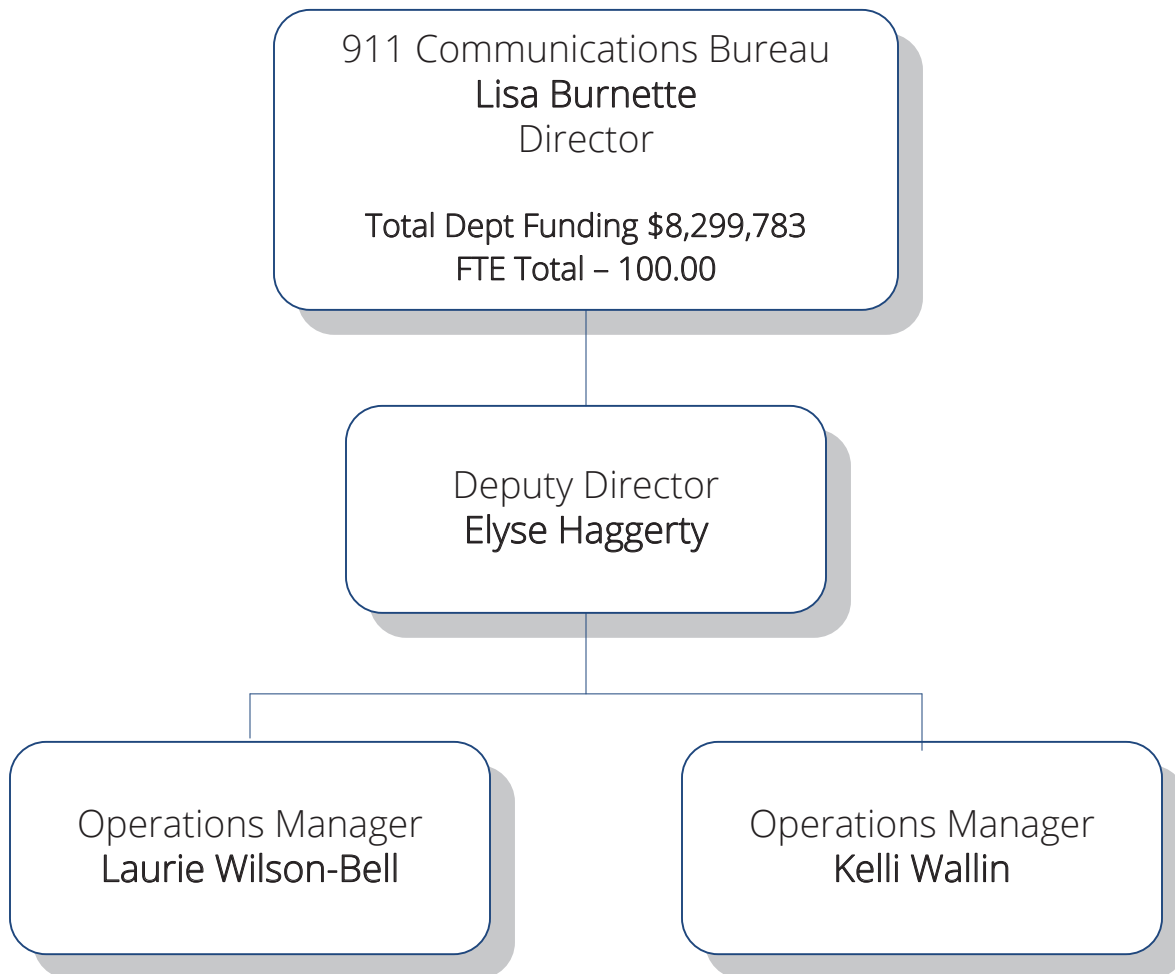 911 Communications Bureau
Lisa Burnette
Director
Total Dept Funding $8,299,783
FTE Total – 100.00
Deputy Director
Elyse Haggerty
Operations Manager
Laurie Wilson-Bell
Operations Manager
Kelli Wallin